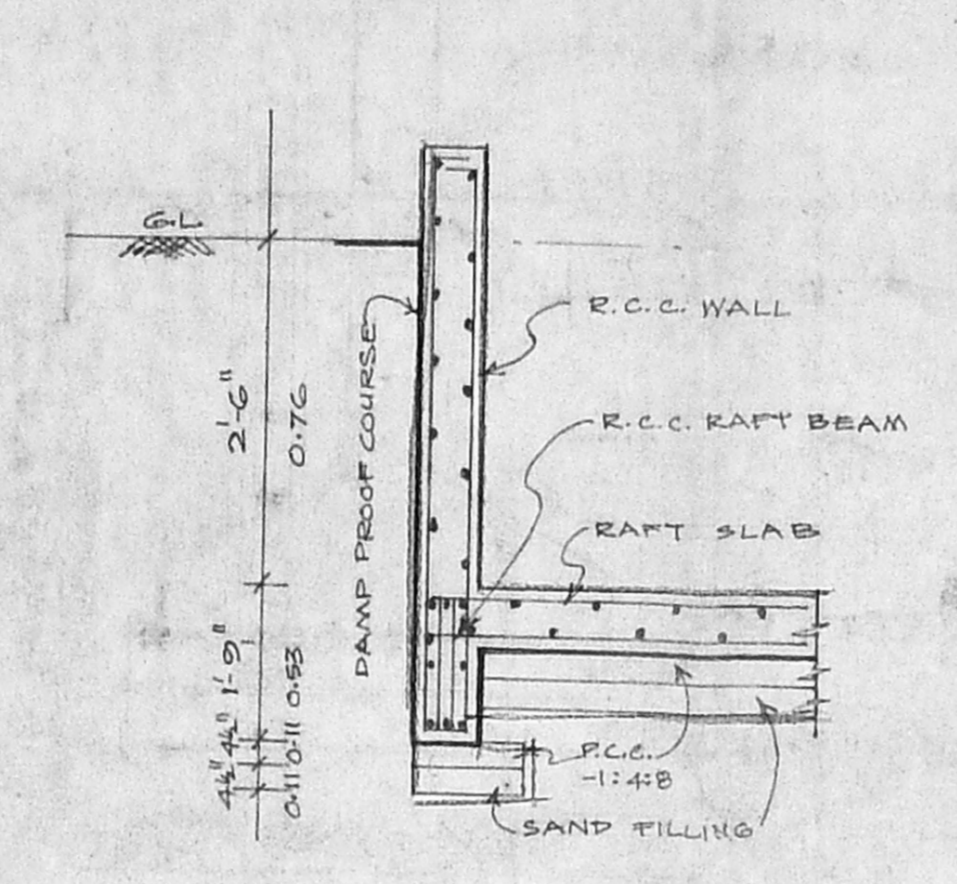 G.L.
2'-6"
0.76
1'-9"
0.53
4½"
0.11
4½"
0.11
DAMP PROOF COURSE
R.C.C. WALL
R.C.C. RAFT BEAM
RAFT SLAB
P.C.C.
-1:4:8
SAND FILLING